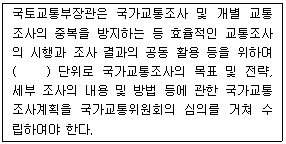 국토교통부장관은 국가교통조사 및 개별 교통
조사의 중복을 방지하는 등 효율적인 교통조사
의 시행과 조사 결과의 공동 활용 등을 위하여
(    ) 단위로 국가교통조사의 목표 및 전략,
세부 조사의 내용 및 방법 등에 관한 국가교통
조사계획을 국가교통위원회의 심의를 거쳐 수
립하여야 한다.